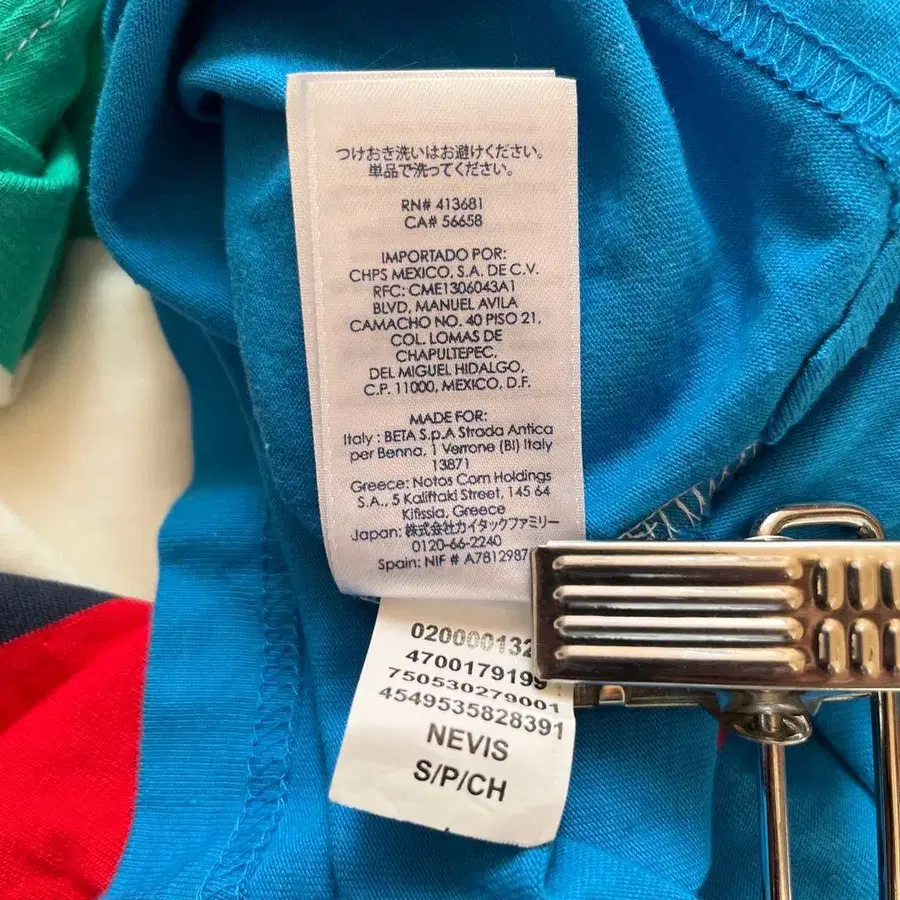 つけおき洗いはお避けください。
単品で洗ってください。
RN# 413681
CA# 56658
IMPORTADO POR:
CHPS MEXICO, S.A. DE C.V.
RFC: CME1306043A1
BLVD, MANUEL AVILA
CAMACHO NO. 40 PISO 21,
COL. LOMAS DE
CHAPULTEPEC,
DEL MIGUEL HIDALGO,
C.P. 11000, MEXICO, D.F.
MADE FOR:
Italy : BETA S.p.A Strada Antica
per Benna, 1 Verrone (BI) Italy
13871
Greece: Notos Com Holdings
S.A., 5 Kaliftaki Street, 145 64
Kifissia, Greece
Japan: 株式会社カイタックファミリー
0120-66-2240
Spain: NIF # A7812987
020000132
4700179199
750530279001
4549535828391
NEVIS
S/P/CH